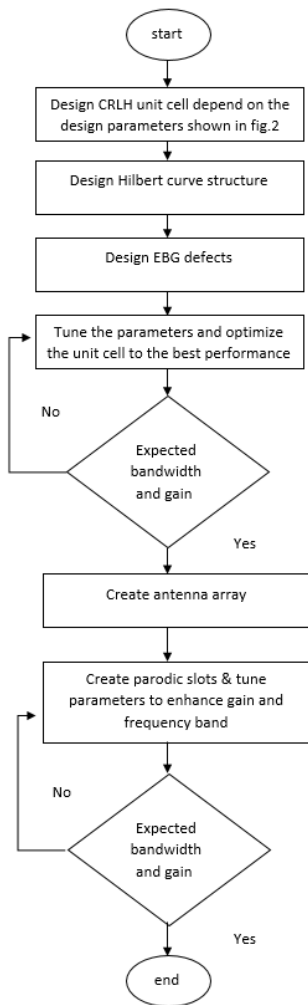 start
Design CRLH unit cell depend on the
design parameters shown in fig.2
Design Hilbert curve structure
Design EBG defects
Tune the parameters and optimize
the unit cell to the best performance
No
Expected
bandwidth
and gain
Yes
Create antenna array
Create parodic slots & tune
parameters to enhance gain and
frequency band
No
Expected
bandwidth
and gain
Yes
end